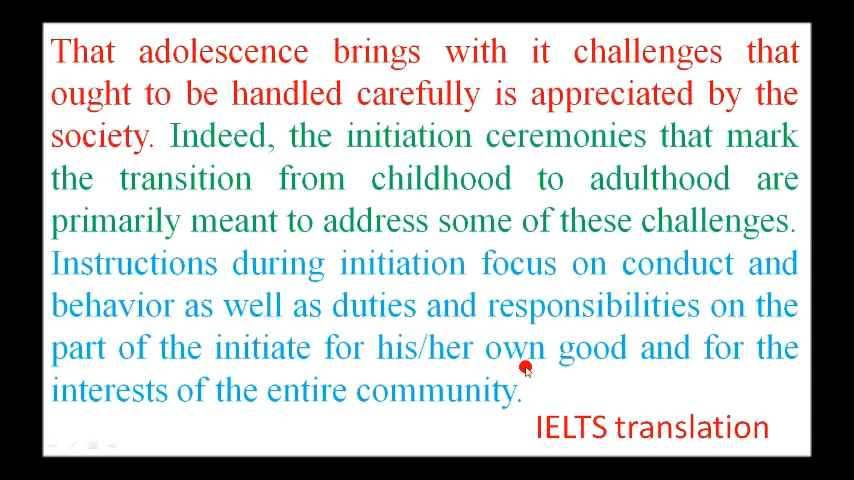 That adolescence brings with it challenges that
ought to be handled carefully is appreciated by the
society. Indeed, the initiation ceremonies that mark
the transition from childhood to adulthood are
primarily meant to address some of these challenges.
Instructions during initiation focus on conduct and
behavior as well as duties and responsibilities on the
part of the initiate for his/her own good and for the
interests of the entire community.
IELTS translation